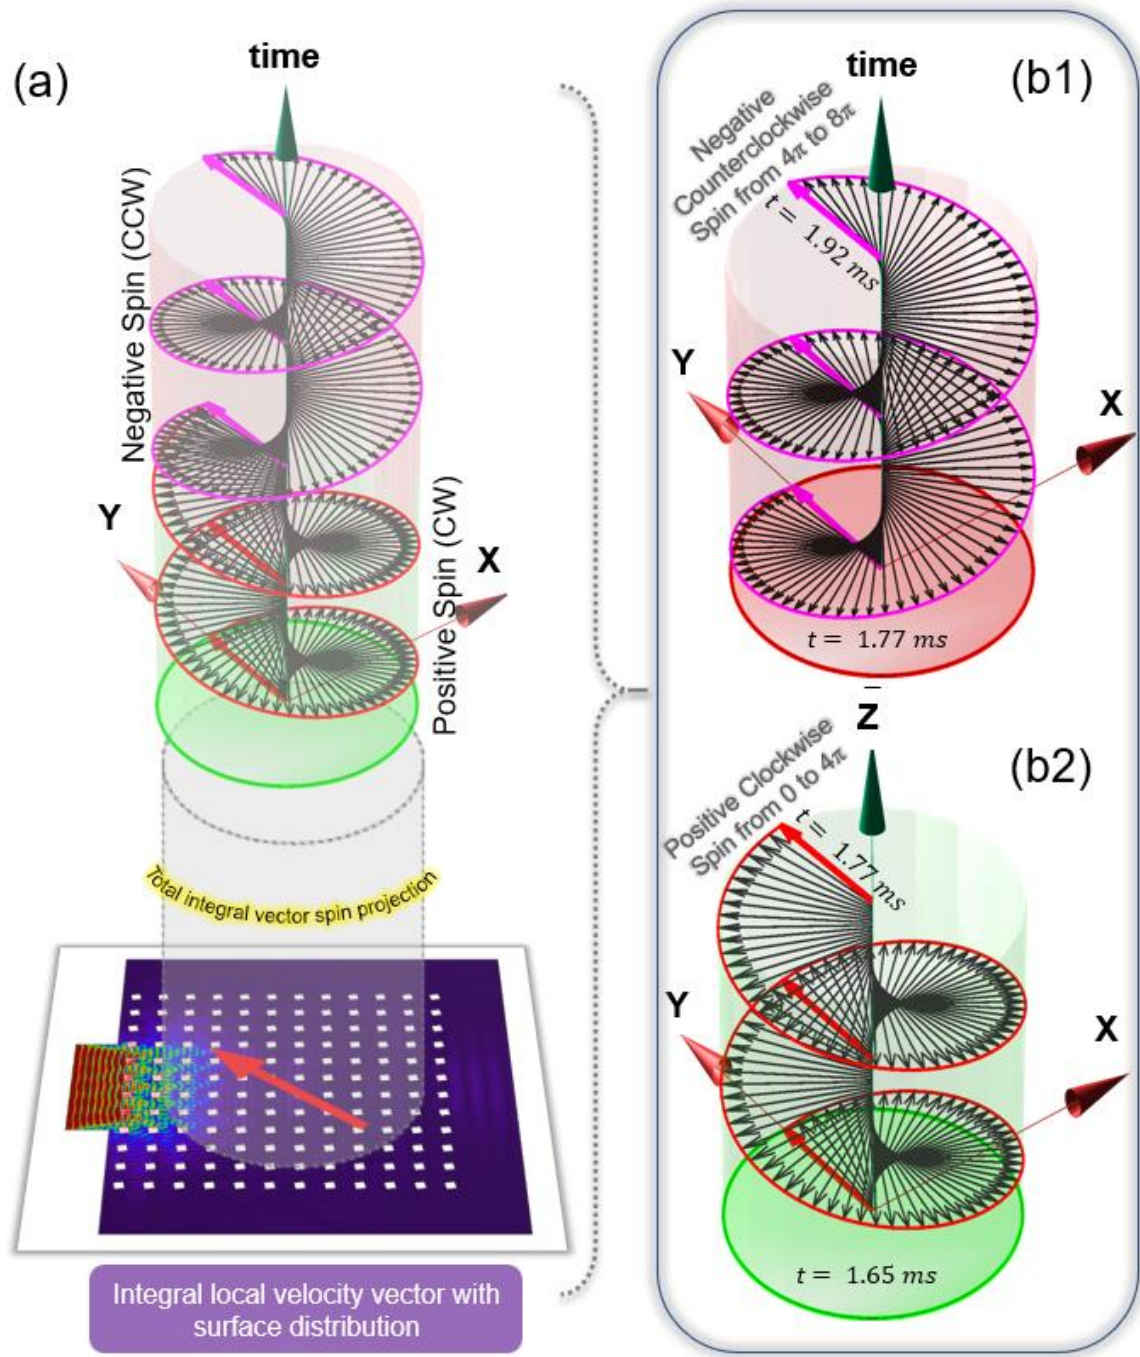 (a)
time
Negative Spin (CCW)
Y
X
Positive Spin (CW)
Total integral vector spin projection
Integral local velocity vector with
surface distribution
(b1)
time
Negative
Counterclockwise
Spin from 4π to 8π
t = 1.92 ms
Y
X
t = 1.77 ms
Z
(b2)
Positive Clockwise
Spin from 0 to 4π
t = 1.77 ms
Y
X
t = 1.65 ms